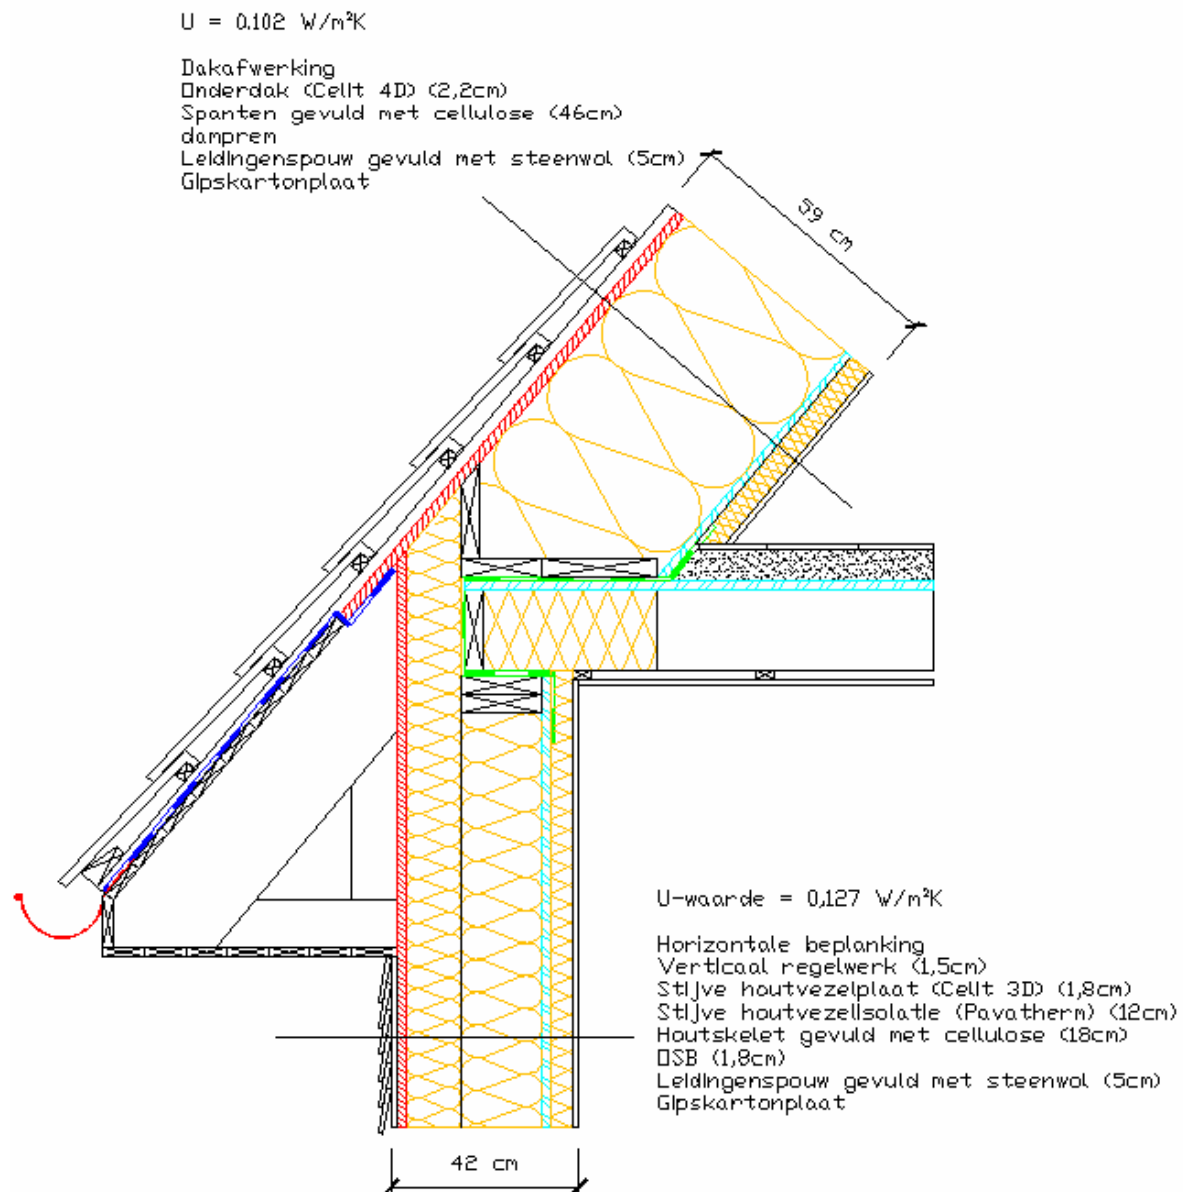 U = 0.102 W/m²K
Dakafwerking
Onderdak (Celit 4D) (2,2cm)
Spanten gevuld met cellulose (46cm)
damprem
Leidingenspouw gevuld met steenwol (5cm)
Gipskartonplaat
59 cm
U-waarde = 0,127 W/m²K
Horizontale beplanking
Verticaal regelwerk (1,5cm)
Stijve houtvezelplaat (Celit 3D) (1,8cm)
Stijve houtvezelisolatie (Pavatherm) (12cm)
Houtskelet gevuld met cellulose (18cm)
OSB (1,8cm)
Leidingenspouw gevuld met steenwol (5cm)
Gipskartonplaat
42 cm